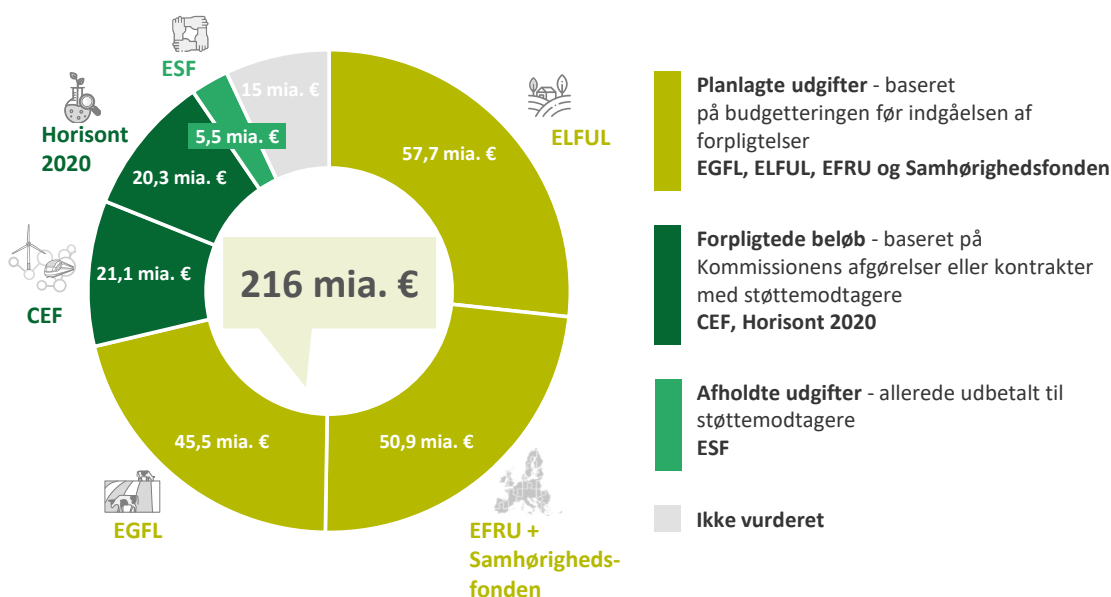 ESF
15 mia. €
Horisont
2020
5,5 mia. €
ELFUL
57,7 mia. €
20,3 mia. €
21,1 mia. €
CEF
216 mia. €
45,5 mia. €
50,9 mia. €
EGFL
EFRU +
Samhørigheds-
fonden
Planlagte udgifter - baseret
på budgetteringen før indgåelsen af
forpligtelser
EGFL, ELFUL, EFRU og Samhørighedsfonden
Forpligtede beløb - baseret på
Kommissionens afgørelser eller kontrakter
med støttemodtagere
CEF, Horisont 2020
Afholdte udgifter - allerede udbetalt til
støttemodtagere
ESF
Ikke vurderet